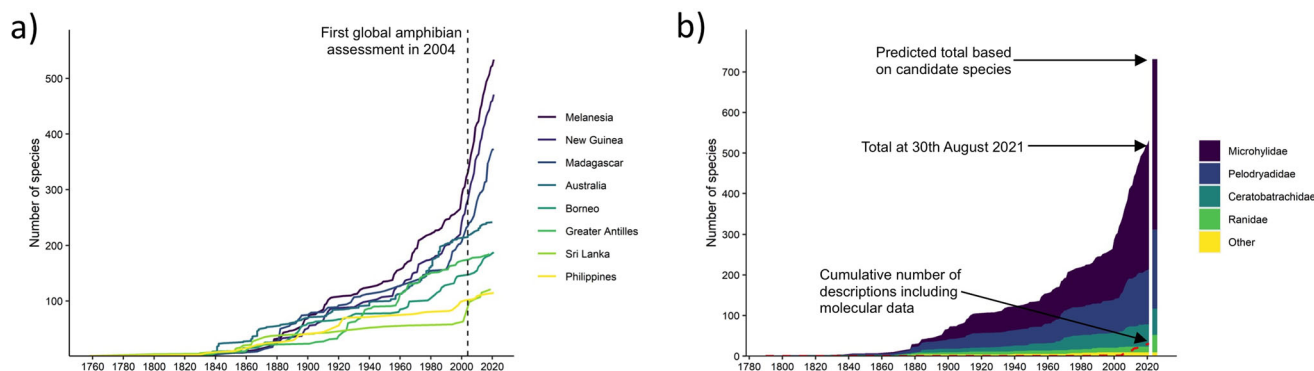 a)
First global amphibian
assessment in 2004
Number of species
500
400
300
200
100
1760 1780 1800 1820 1840 1860 1880 1900 1920 1940 1960 1980 2000 2020
Melanesia
New Guinea
Madagascar
Australia
Borneo
Greater Antilles
Sri Lanka
Philippines
b)
Predicted total based
on candidate species
Total at 30th August 2021
Cumulative number of
descriptions including
molecular data
Number of species
700
600
500
400
300
200
100
0
1780 1800 1820 1840 1860 1880 1900 1920 1940 1960 1980 2000 2020
Microhylidae
Pelodryadidae
Ceratobatrachidae
Ranidae
Other